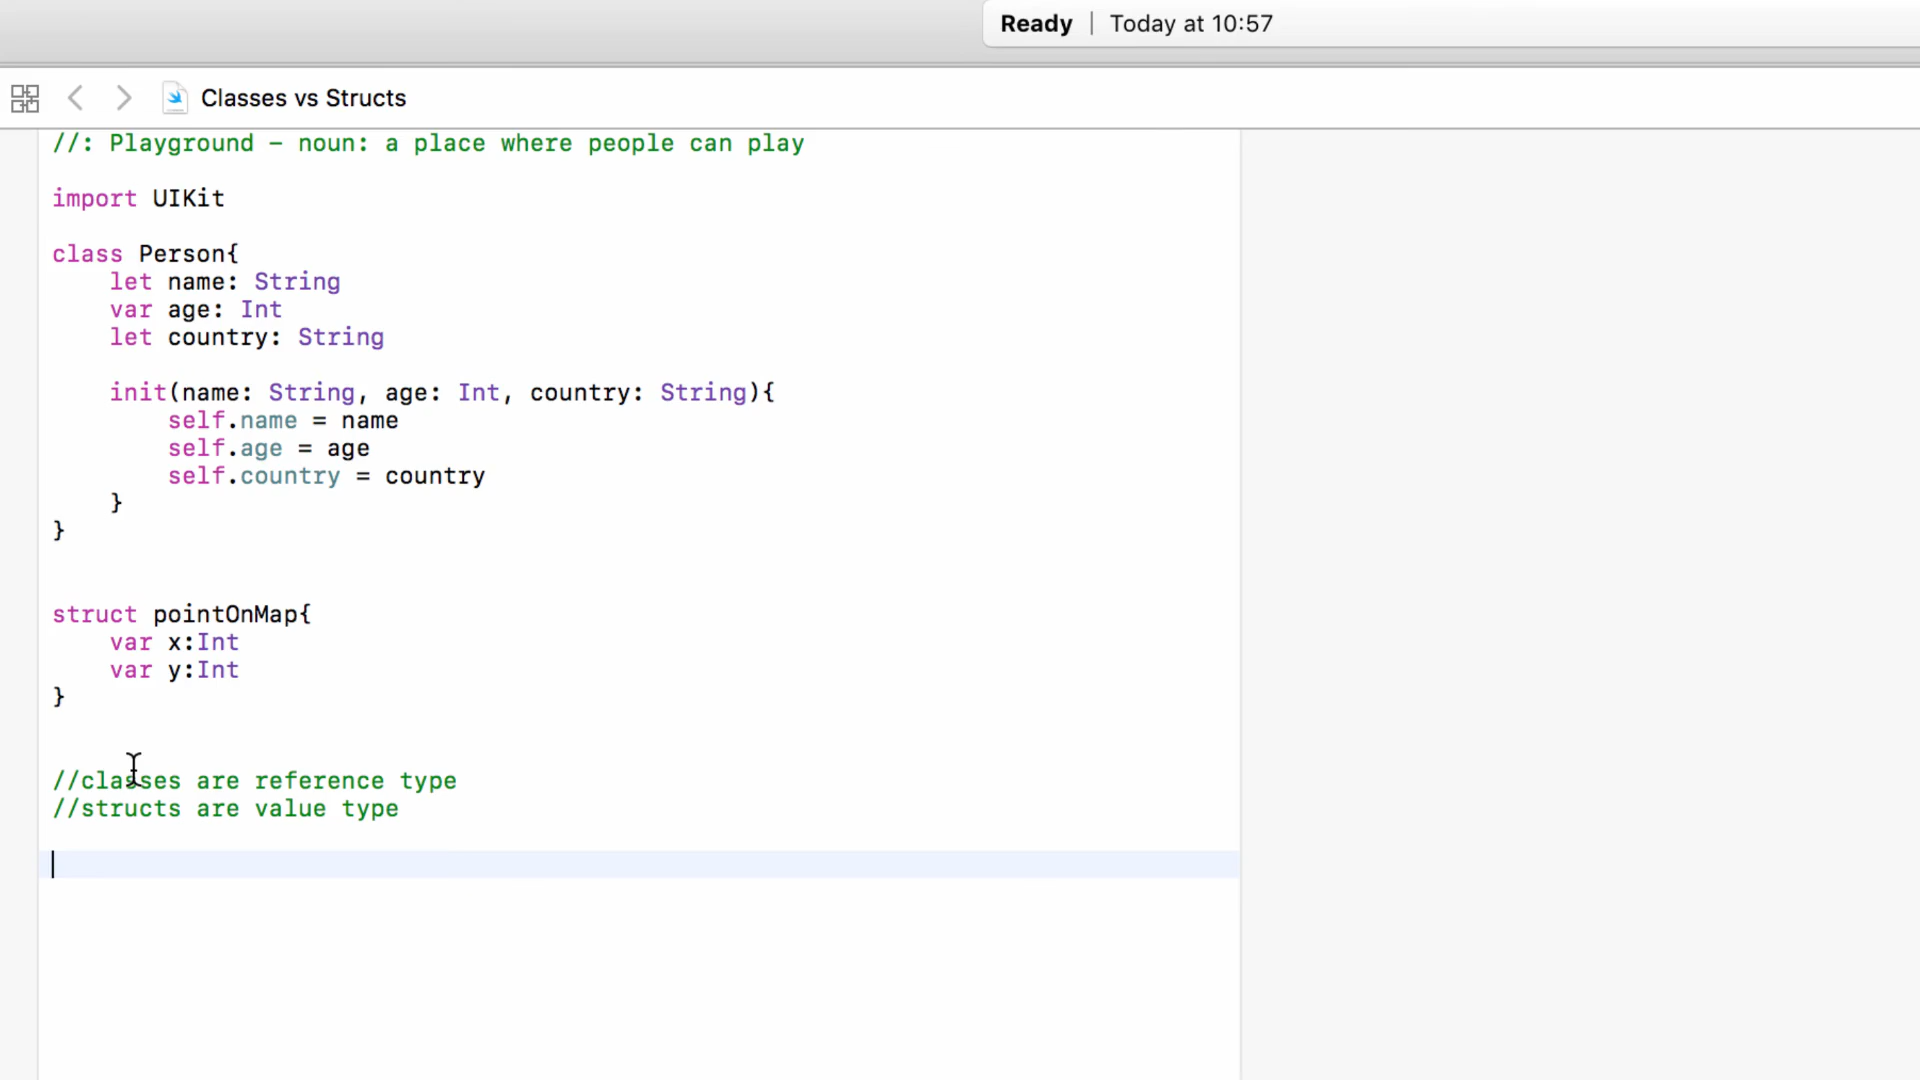 Ready | Today at 10:57
Classes vs Structs
//: Playground - noun: a place where people can play
import UIKit
class Person{
    let name: String
    var age: Int
    let country: String
    init(name: String, age: Int, country: String){
        self.name = name
        self.age = age
        self.country = country
    }
}
struct pointOnMap{
    var x:Int
    var y:Int
}
//classes are reference type
//structs are value type